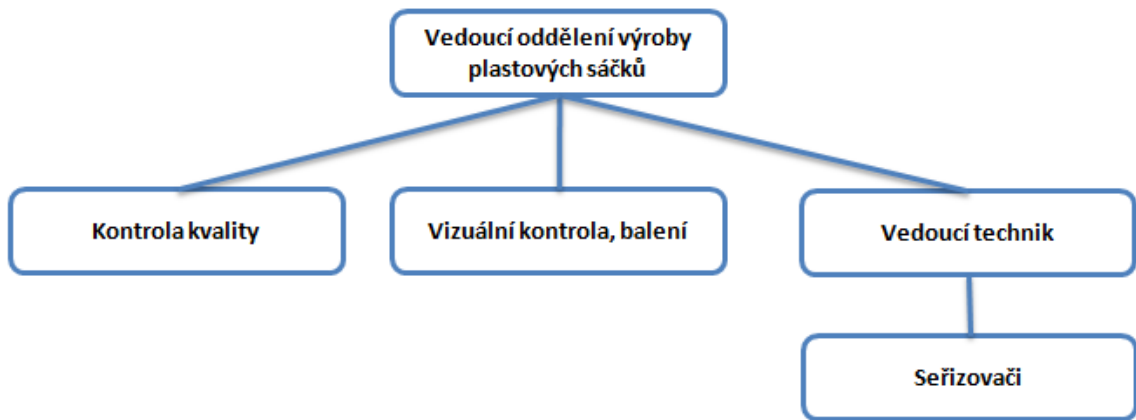 Vedoucí oddělení výroby
plastových sáčků
Kontrola kvality
Vizuální kontrola, balení
Vedoucí technik
Seřizovači